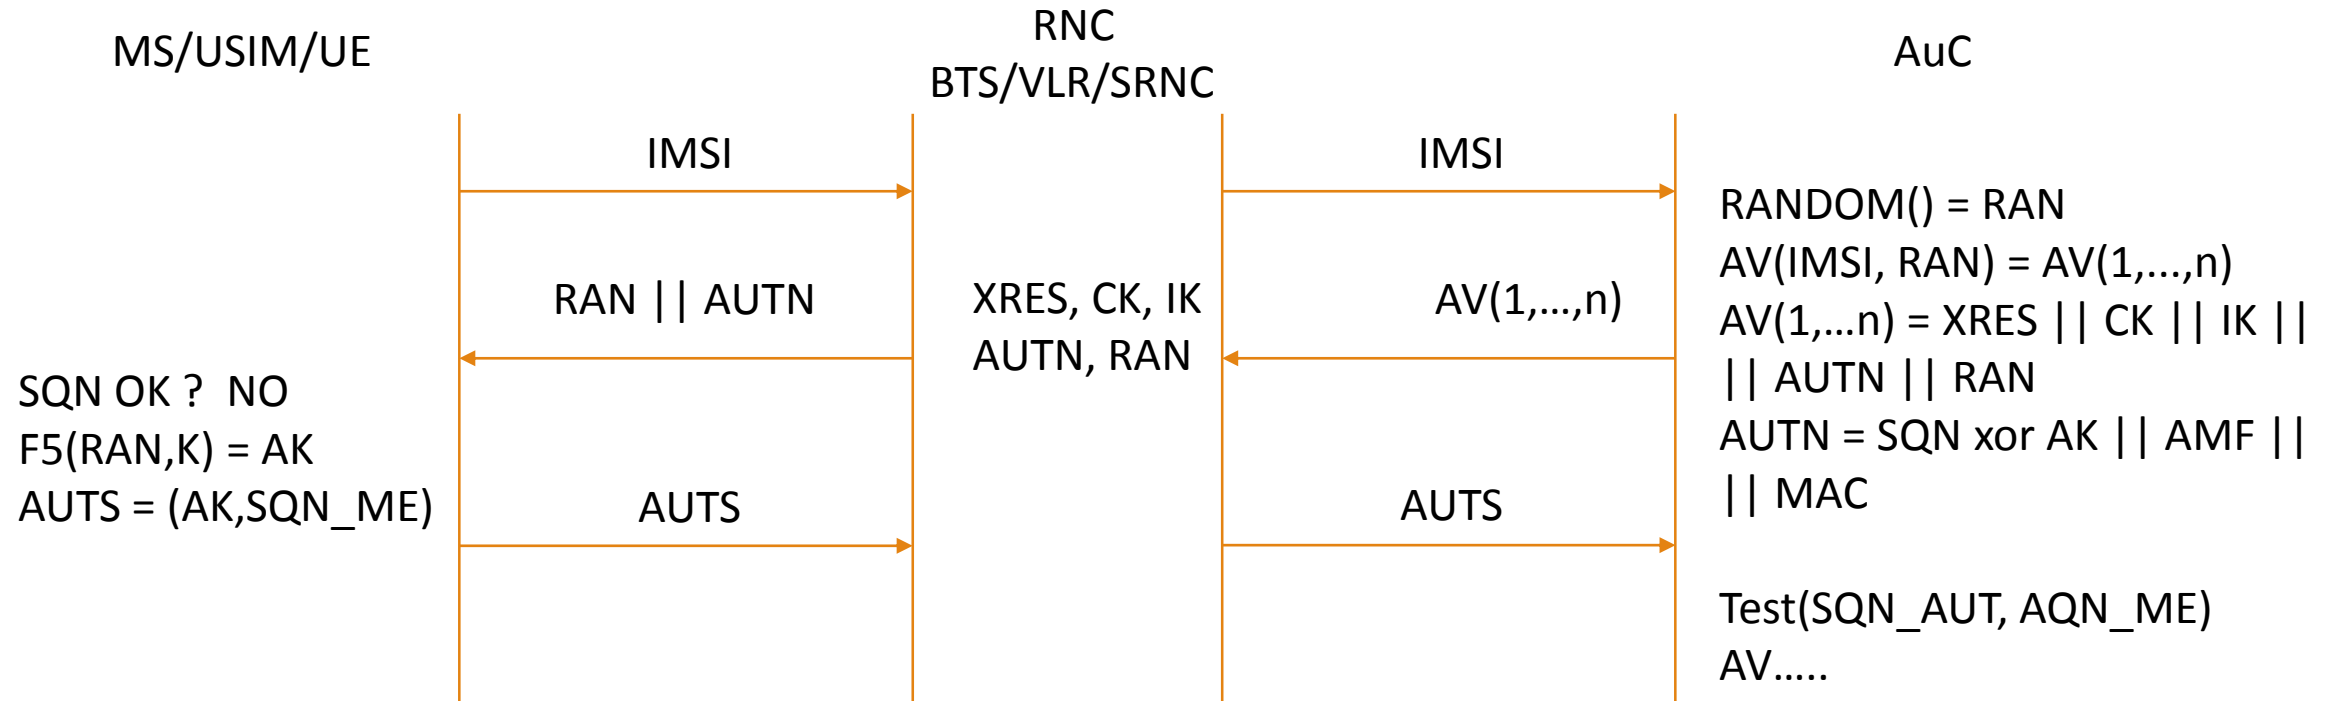 MS/USIM/UE
RNC
BTS/VLR/SRNC
AuC
IMSI
IMSI
RANDOM() = RAN
AV(IMSI, RAN) = AV(1,...,n)
AV(1,...n) = XRES || CK || IK ||
|| AUTN || RAN
AUTN = SQN xor AK || AMF ||
|| MAC
RAN || AUTN
XRES, CK, IK
AUTN, RAN
AV(1,...,n)
SQN OK ?  NO
F5(RAN,K) = AK
AUTS = (AK,SQN_ME)
AUTS
AUTS
Test(SQN_AUT, AQN_ME)
AV.....